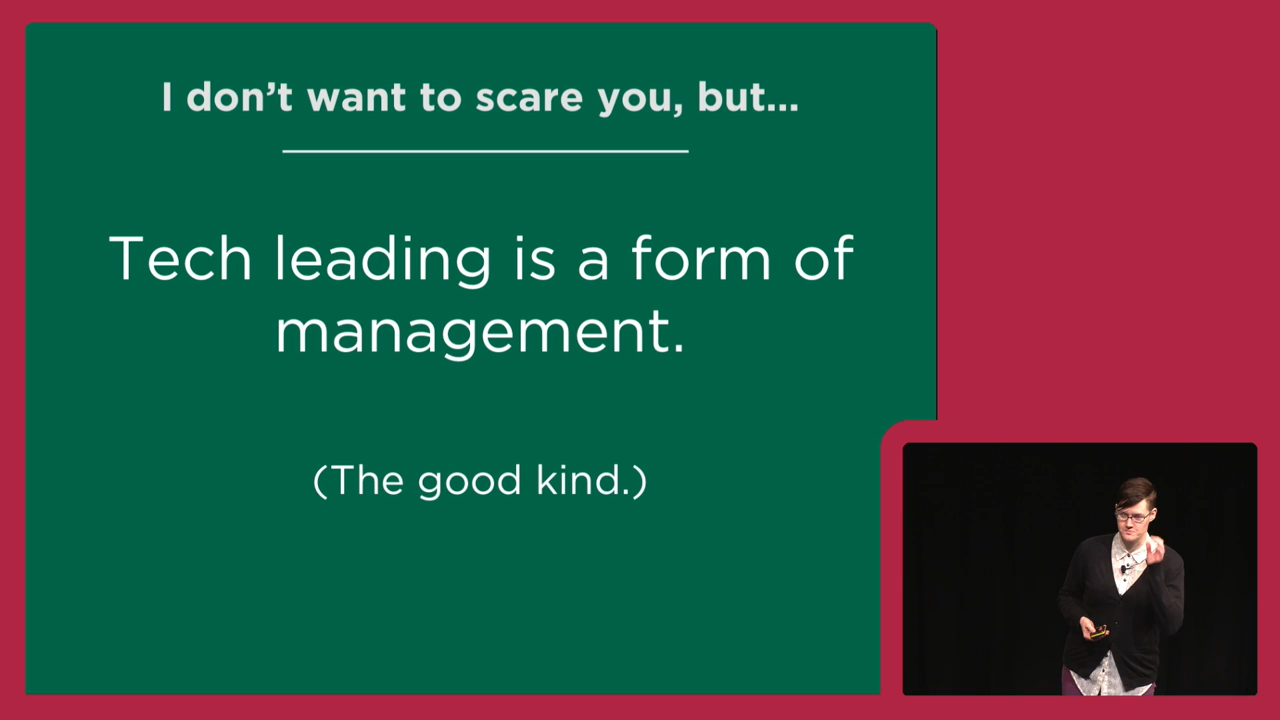 I don’t want to scare you, but...
Tech leading is a form of
management.
(The good kind.)